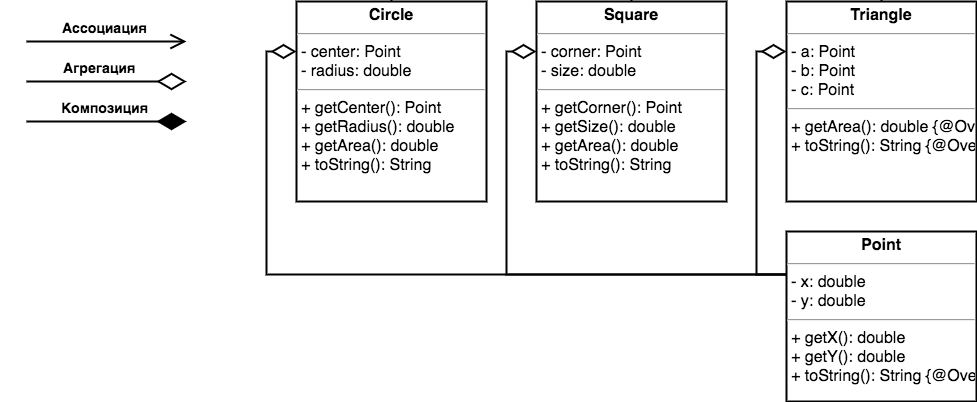 Ассоциация
Агрегация
Композиция
Circle
- center: Point
- radius: double
+ getCenter(): Point
+ getRadius(): double
+ getArea(): double
+ toString(): String
Square
- corner: Point
- size: double
+ getCorner(): Point
+ getSize(): double
+ getArea(): double
+ toString(): String
Triangle
- a: Point
- b: Point
- c: Point
+ getArea(): double {@Ov
+ toString(): String {@Ove
Point
- x: double
- y: double
+ getX(): double
+ getY(): double
+ toString(): String {@Ove